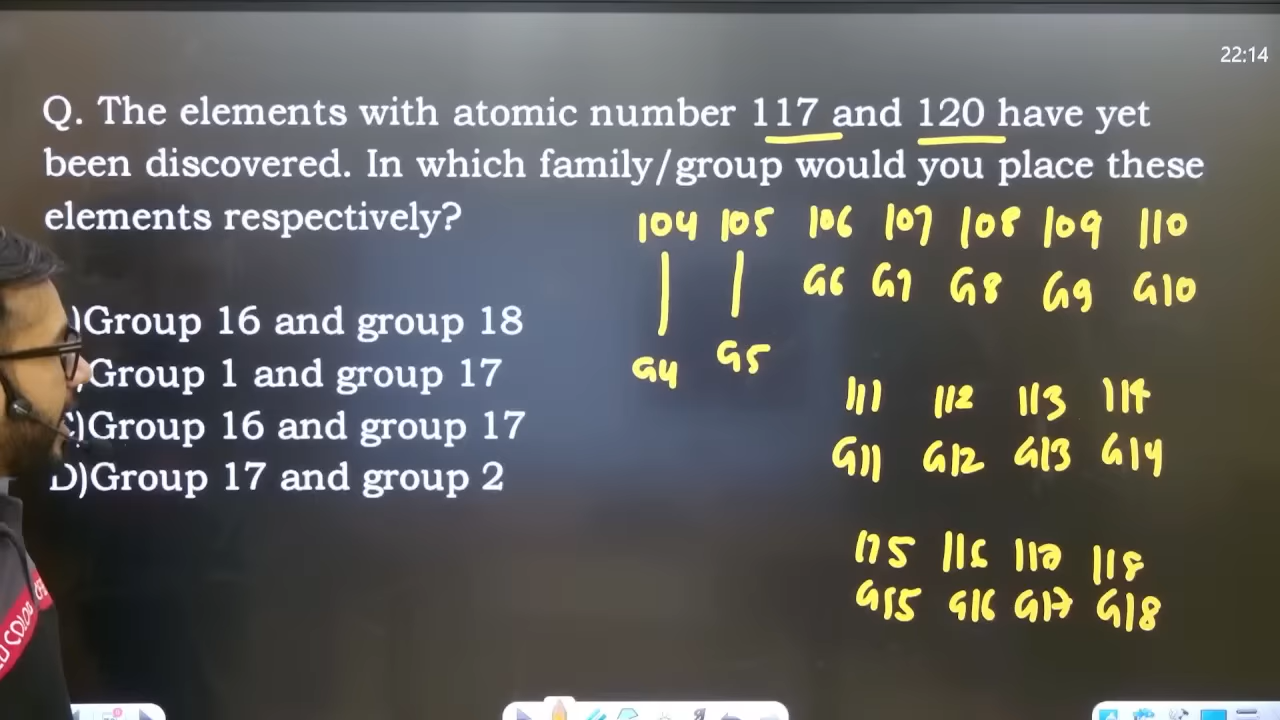 22:14
Q. The elements with atomic number 117 and 120 have yet
been discovered. In which family/group would you place these
elements respectively?
104 105 106 107 108 109 110
G4 G5 G6 G7 G8 G9 G10
)Group 16 and group 18
Group 1 and group 17
C)Group 16 and group 17
D)Group 17 and group 2
111 112 113 114
G11 G12 G13 G14
115 116 117 118
G15 G16 G17 G18